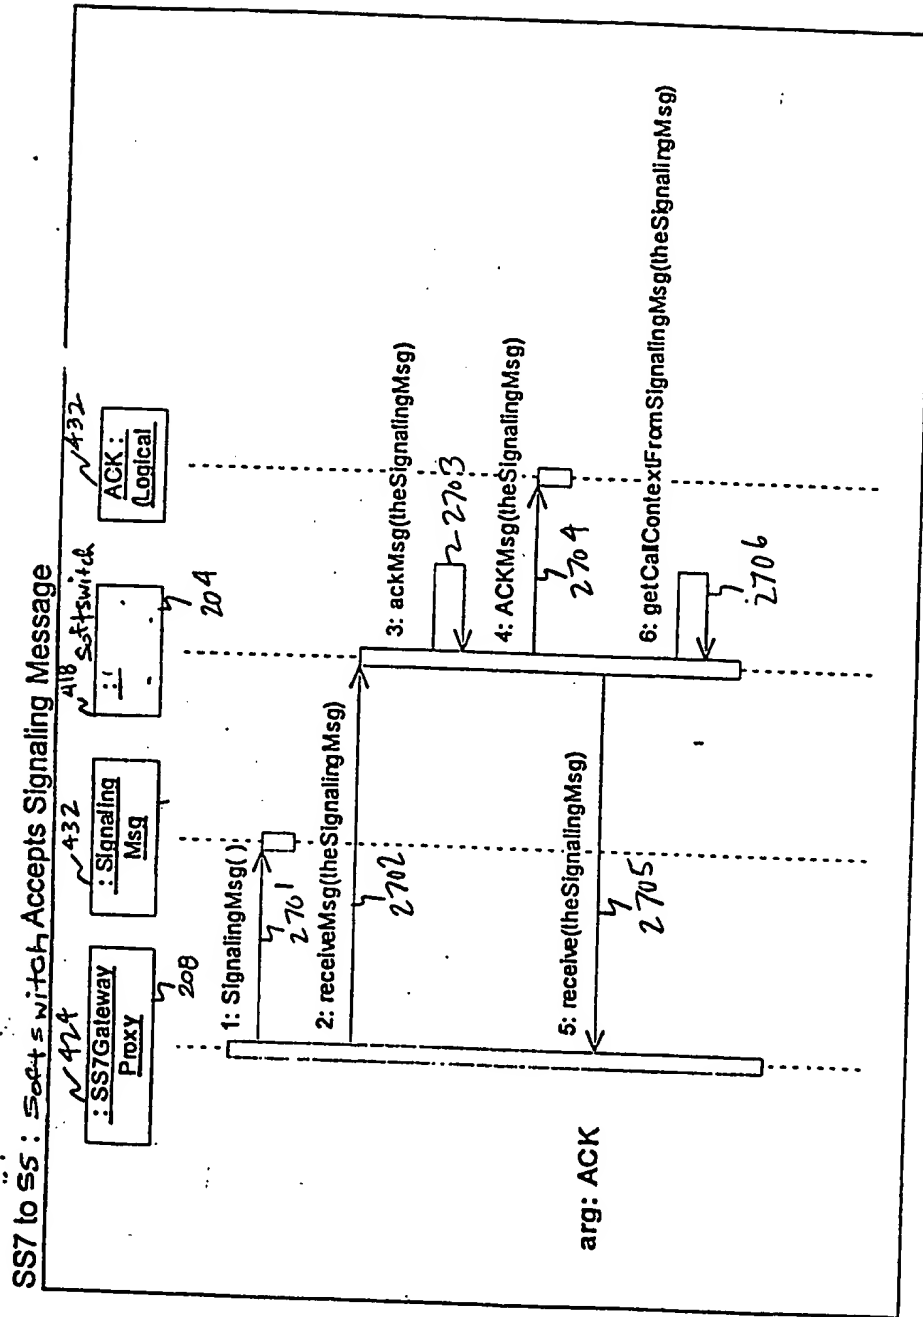 SS7 to SS : Softswitch Accepts Signaling Message
424
: SS7Gateway
Proxy
208
432
: Signaling
Msg
418
Softswitch
: :
204
432
ACK :
(Logical
1: SignalingMsg( )
2701
2: receiveMsg(theSignalingMsg)
2702
3: ackMsg(theSignalingMsg)
2703
4: ACKMsg(theSignalingMsg)
2704
5: receive(theSignalingMsg)
2705
arg: ACK
6: getCallContextFromSignalingMsg(theSignalingMsg)
2706